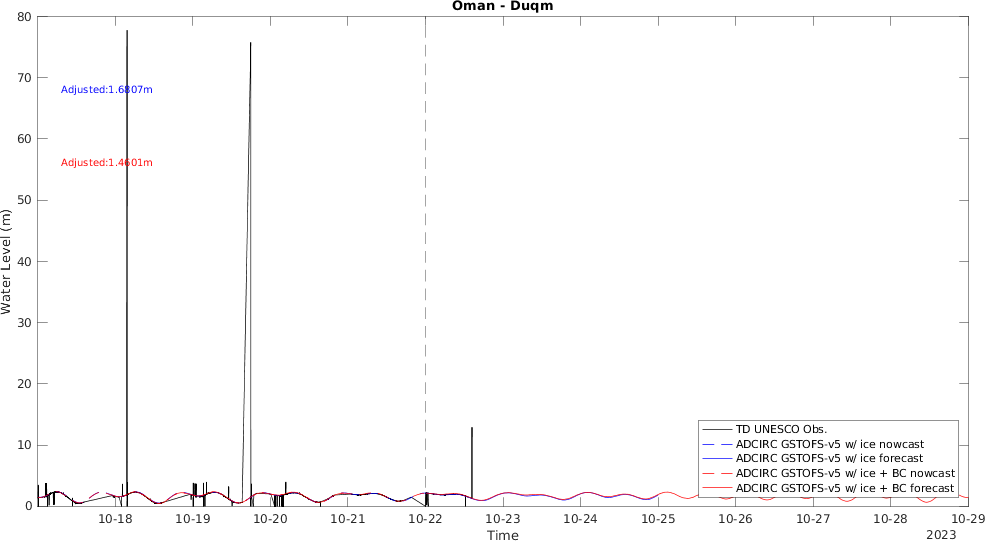 Oman - Duqm
80
70
60
50
40
30
20
10
0
Water Level (m)
Adjusted:1.6807m
Adjusted:1.4601m
TD UNESCO Obs.
ADCIRC GSTOFS-v5 w/ ice nowcast
ADCIRC GSTOFS-v5 w/ ice forecast
ADCIRC GSTOFS-v5 w/ ice + BC nowcast
ADCIRC GSTOFS-v5 w/ ice + BC forecast
10-18 10-19 10-20 10-21 10-22 10-23 10-24 10-25 10-26 10-27 10-28 10-29
Time
2023